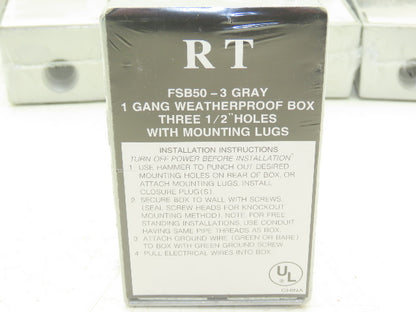 RT
FSB50-3 GRAY
1 GANG WEATHERPROOF BOX
THREE 1/2" HOLES
WITH MOUNTING LUGS
INSTALLATION INSTRUCTIONS
TURN OFF POWER BEFORE INSTALLATION
1 USE HAMMER TO PUNCH OUT DESIRED
MOUNTING HOLES ON REAR OF BOX, OR
ATTACH MOUNTING LUGS, INSTALL
CLOSURE PLUG(S).
2. SECURE BOX TO WALL WITH SCREWS,
(SEAL SCREW HEADS FOR KNOCKOUT
MOUNTING METHOD). NOTE: FOR FREE
STANDING INSTALLATIONS, USE CONDUIT
HAVING SAME PIPE THREADS AS BOX.
3 ATTACH GROUND WIRE (GREEN OR BARE)
TO BOX WITH GREEN GROUND SCREW
4 PULL ELECTRICAL WIRES INTO BOX.
UL
CHINA